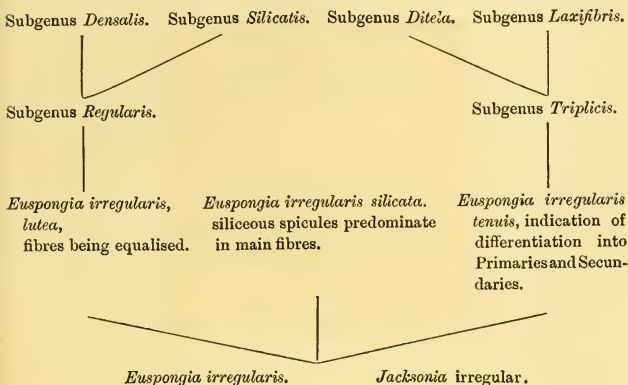 Subgenus Densalis. Subgenus Silicatis. Subgenus Ditela. Subgenus Laxifibris.
Subgenus Regularis. Subgenus Triplicis.
Euspongia irregularis,
lutea,
fibres being equalised.
Euspongia irregularis silicata.
siliceous spicules predominate
in main fibres.
Euspongia irregularis
tenuis, indication of
differentiation into
Primaries and Secun-
daries.
Euspongia irregularis. Jacksonia irregular.